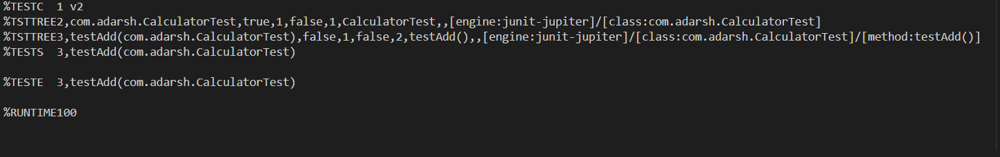 %TESTC  1 v2
%TSTTREE2,com.adarsh.CalculatorTest,true,1,false,1,CalculatorTest,,[engine:junit-jupiter]/[class:com.adarsh.CalculatorTest]
%TSTTREE3,testAdd(com.adarsh.CalculatorTest),false,1,false,2,testAdd(),,[engine:junit-jupiter]/[class:com.adarsh.CalculatorTest]/[method:testAdd()]
%TESTS  3,testAdd(com.adarsh.CalculatorTest)
%TESTE  3,testAdd(com.adarsh.CalculatorTest)
%RUNTIME100